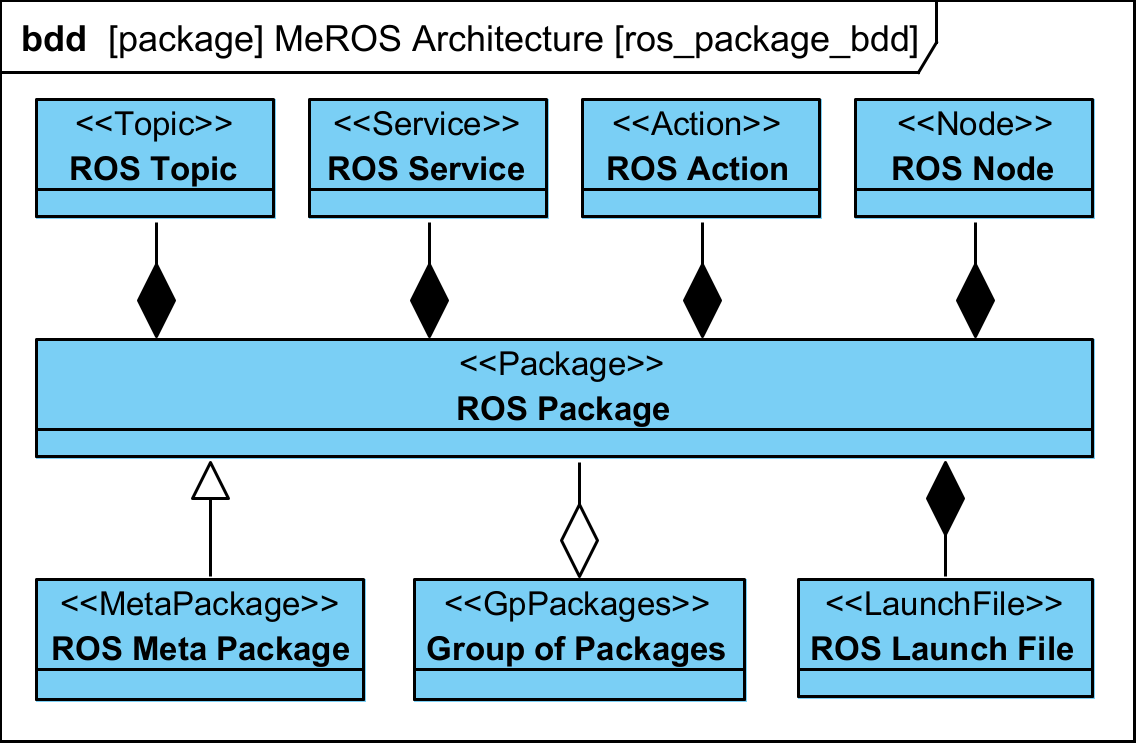 bdd [package] MeROS Architecture [ros_package_bdd]
<<Topic>>
ROS Topic
<<Service>>
ROS Service
<<Action>>
ROS Action
<<Node>>
ROS Node
<<Package>>
ROS Package
<<MetaPackage>>
ROS Meta Package
<<GpPackages>>
Group of Packages
<<LaunchFile>>
ROS Launch File